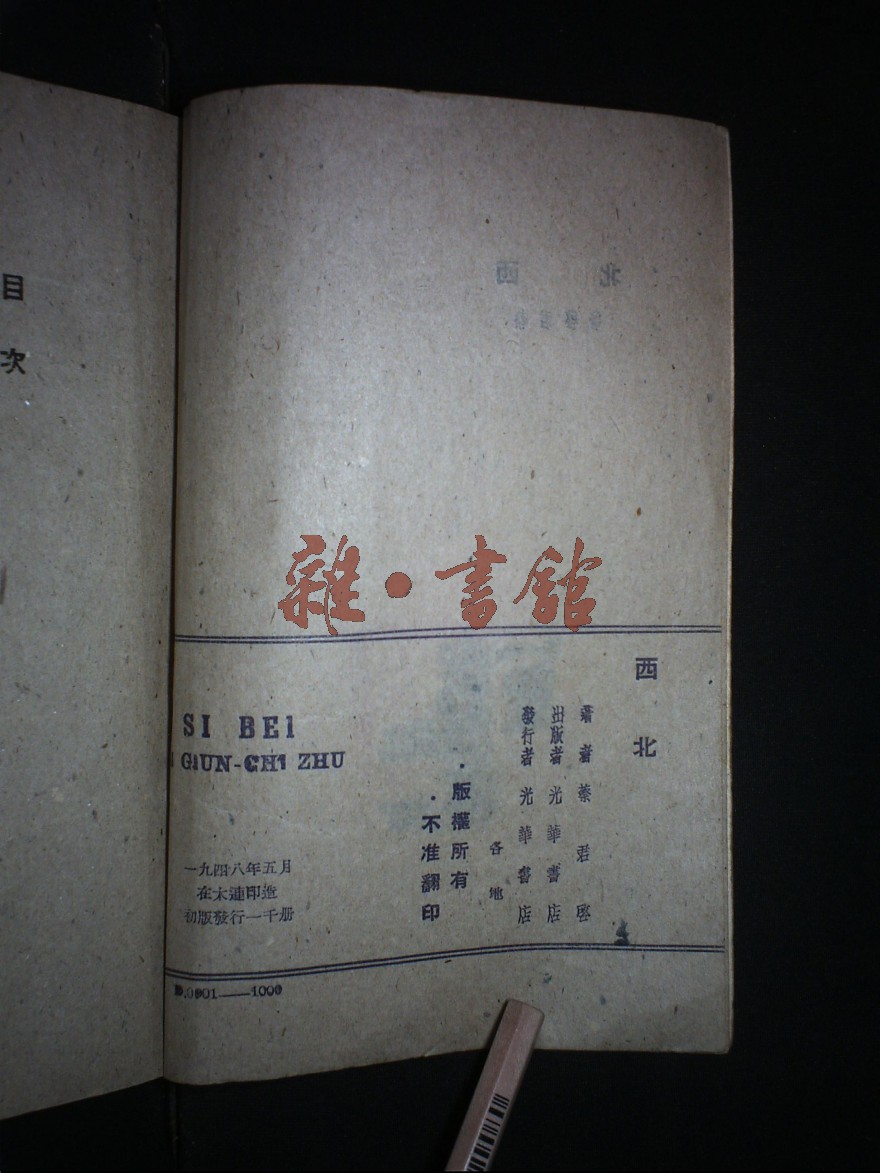 目次
雜·書館
西北
著者蔡君啚
出版者光華書店
發行者光華書店
各地
·版權所有
·不准翻印
SI BEI
GIUN-CHI ZHU
一九四八年五月
在大連印造
初版發行一千册
0001——1000